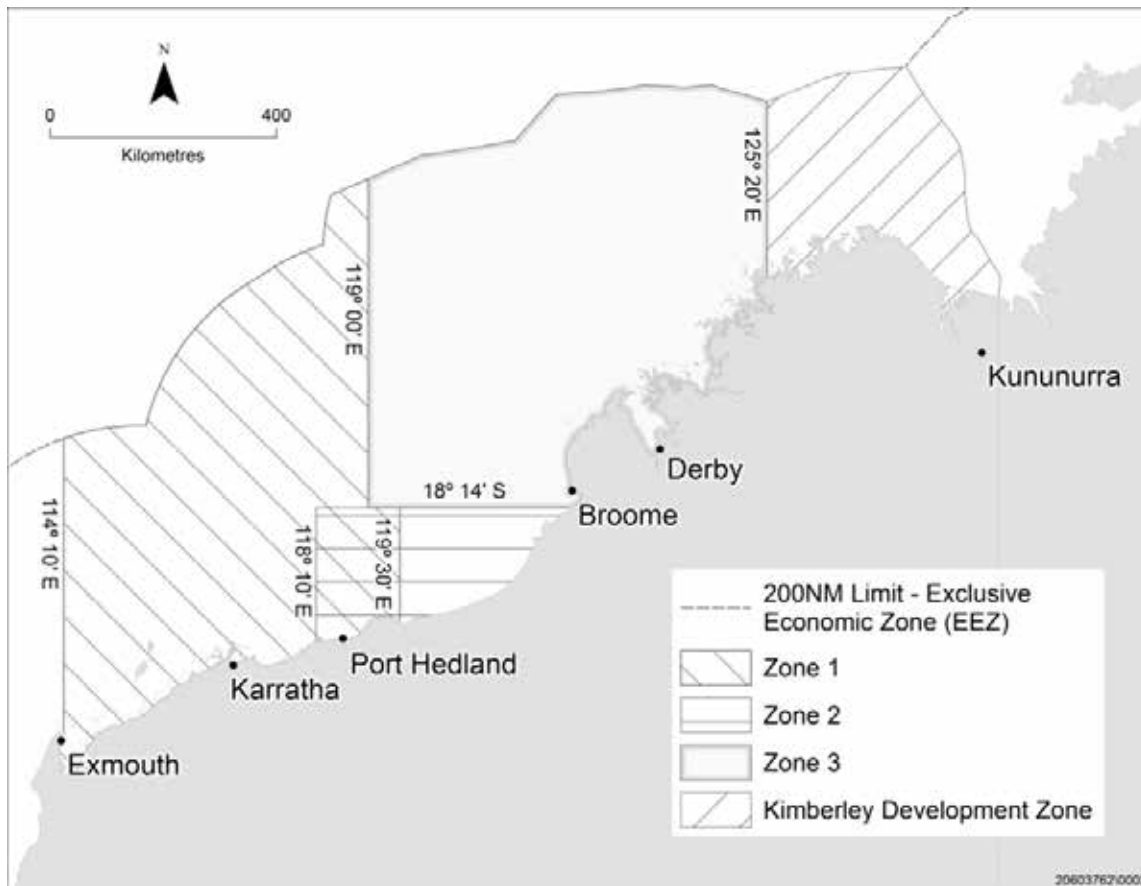 N
0 400
Kilometres
125° 20' E
119° 00' E
Kununurra
Derby
18° 14' S
Broome
114° 10' E
118° 10' E
119° 30' E
Port Hedland
Karratha
Exmouth
200NM Limit - Exclusive
Economic Zone (EEZ)
Zone 1
Zone 2
Zone 3
Kimberley Development Zone